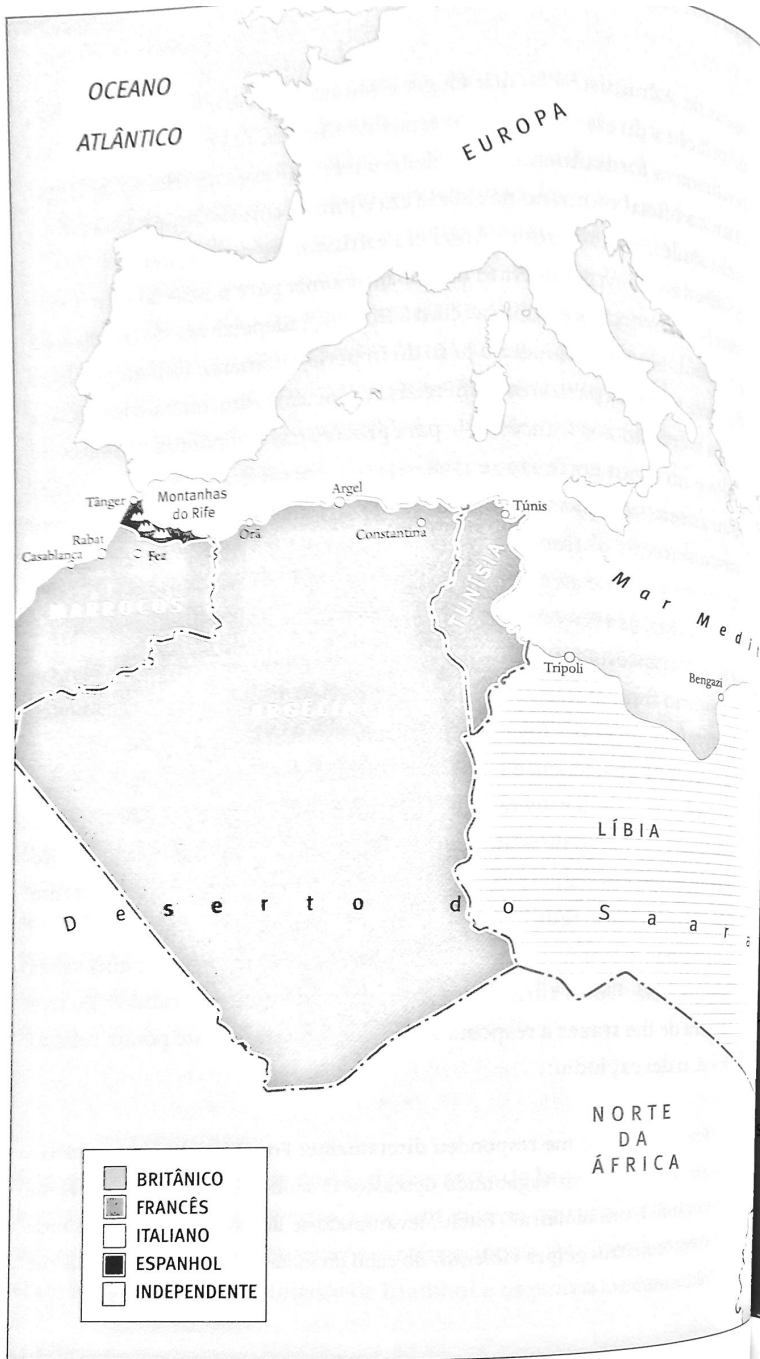 OCEANO
ATLÂNTICO
EUROPA
Tânger
Montanhas
do Rife
Argel
Túnis
Rabat
Orã
Constantina
Casablanca
Fez
MARROCOS
TUNÍSIA
Mar Medit
Trípoli
Bengazi
LÍBIA
Deserto do Saara
NORTE
DA
ÁFRICA
BRITÂNICO
FRANCÊS
ITALIANO
ESPANHOL
INDEPENDENTE